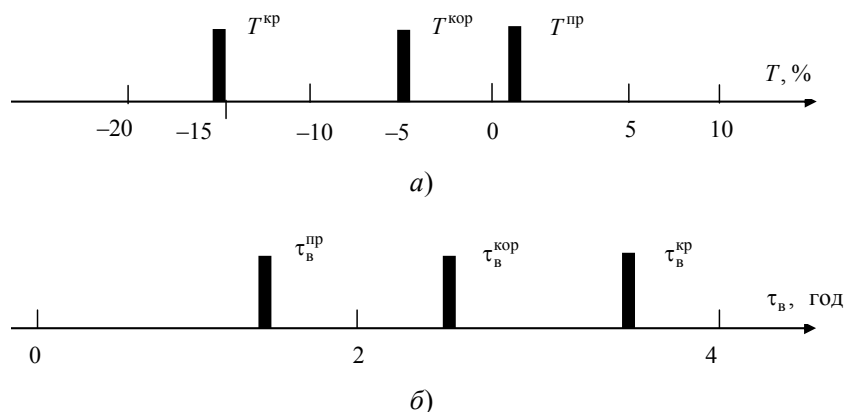 T^кр T^кор T^пр
T, %
–20 –15 –10 –5 0 5 10
а)
τ_в^пр τ_в^кор τ_в^кр
τ_в, год
0 2 4
б)